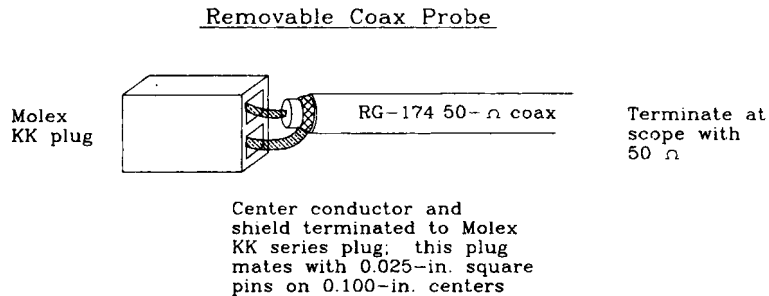 Removable Coax Probe
Molex
KK plug
RG-174 50-Ω coax
Terminate at
scope with
50 Ω
Center conductor and
shield terminated to Molex
KK series plug; this plug
mates with 0.025-in. square
pins on 0.100-in. centers